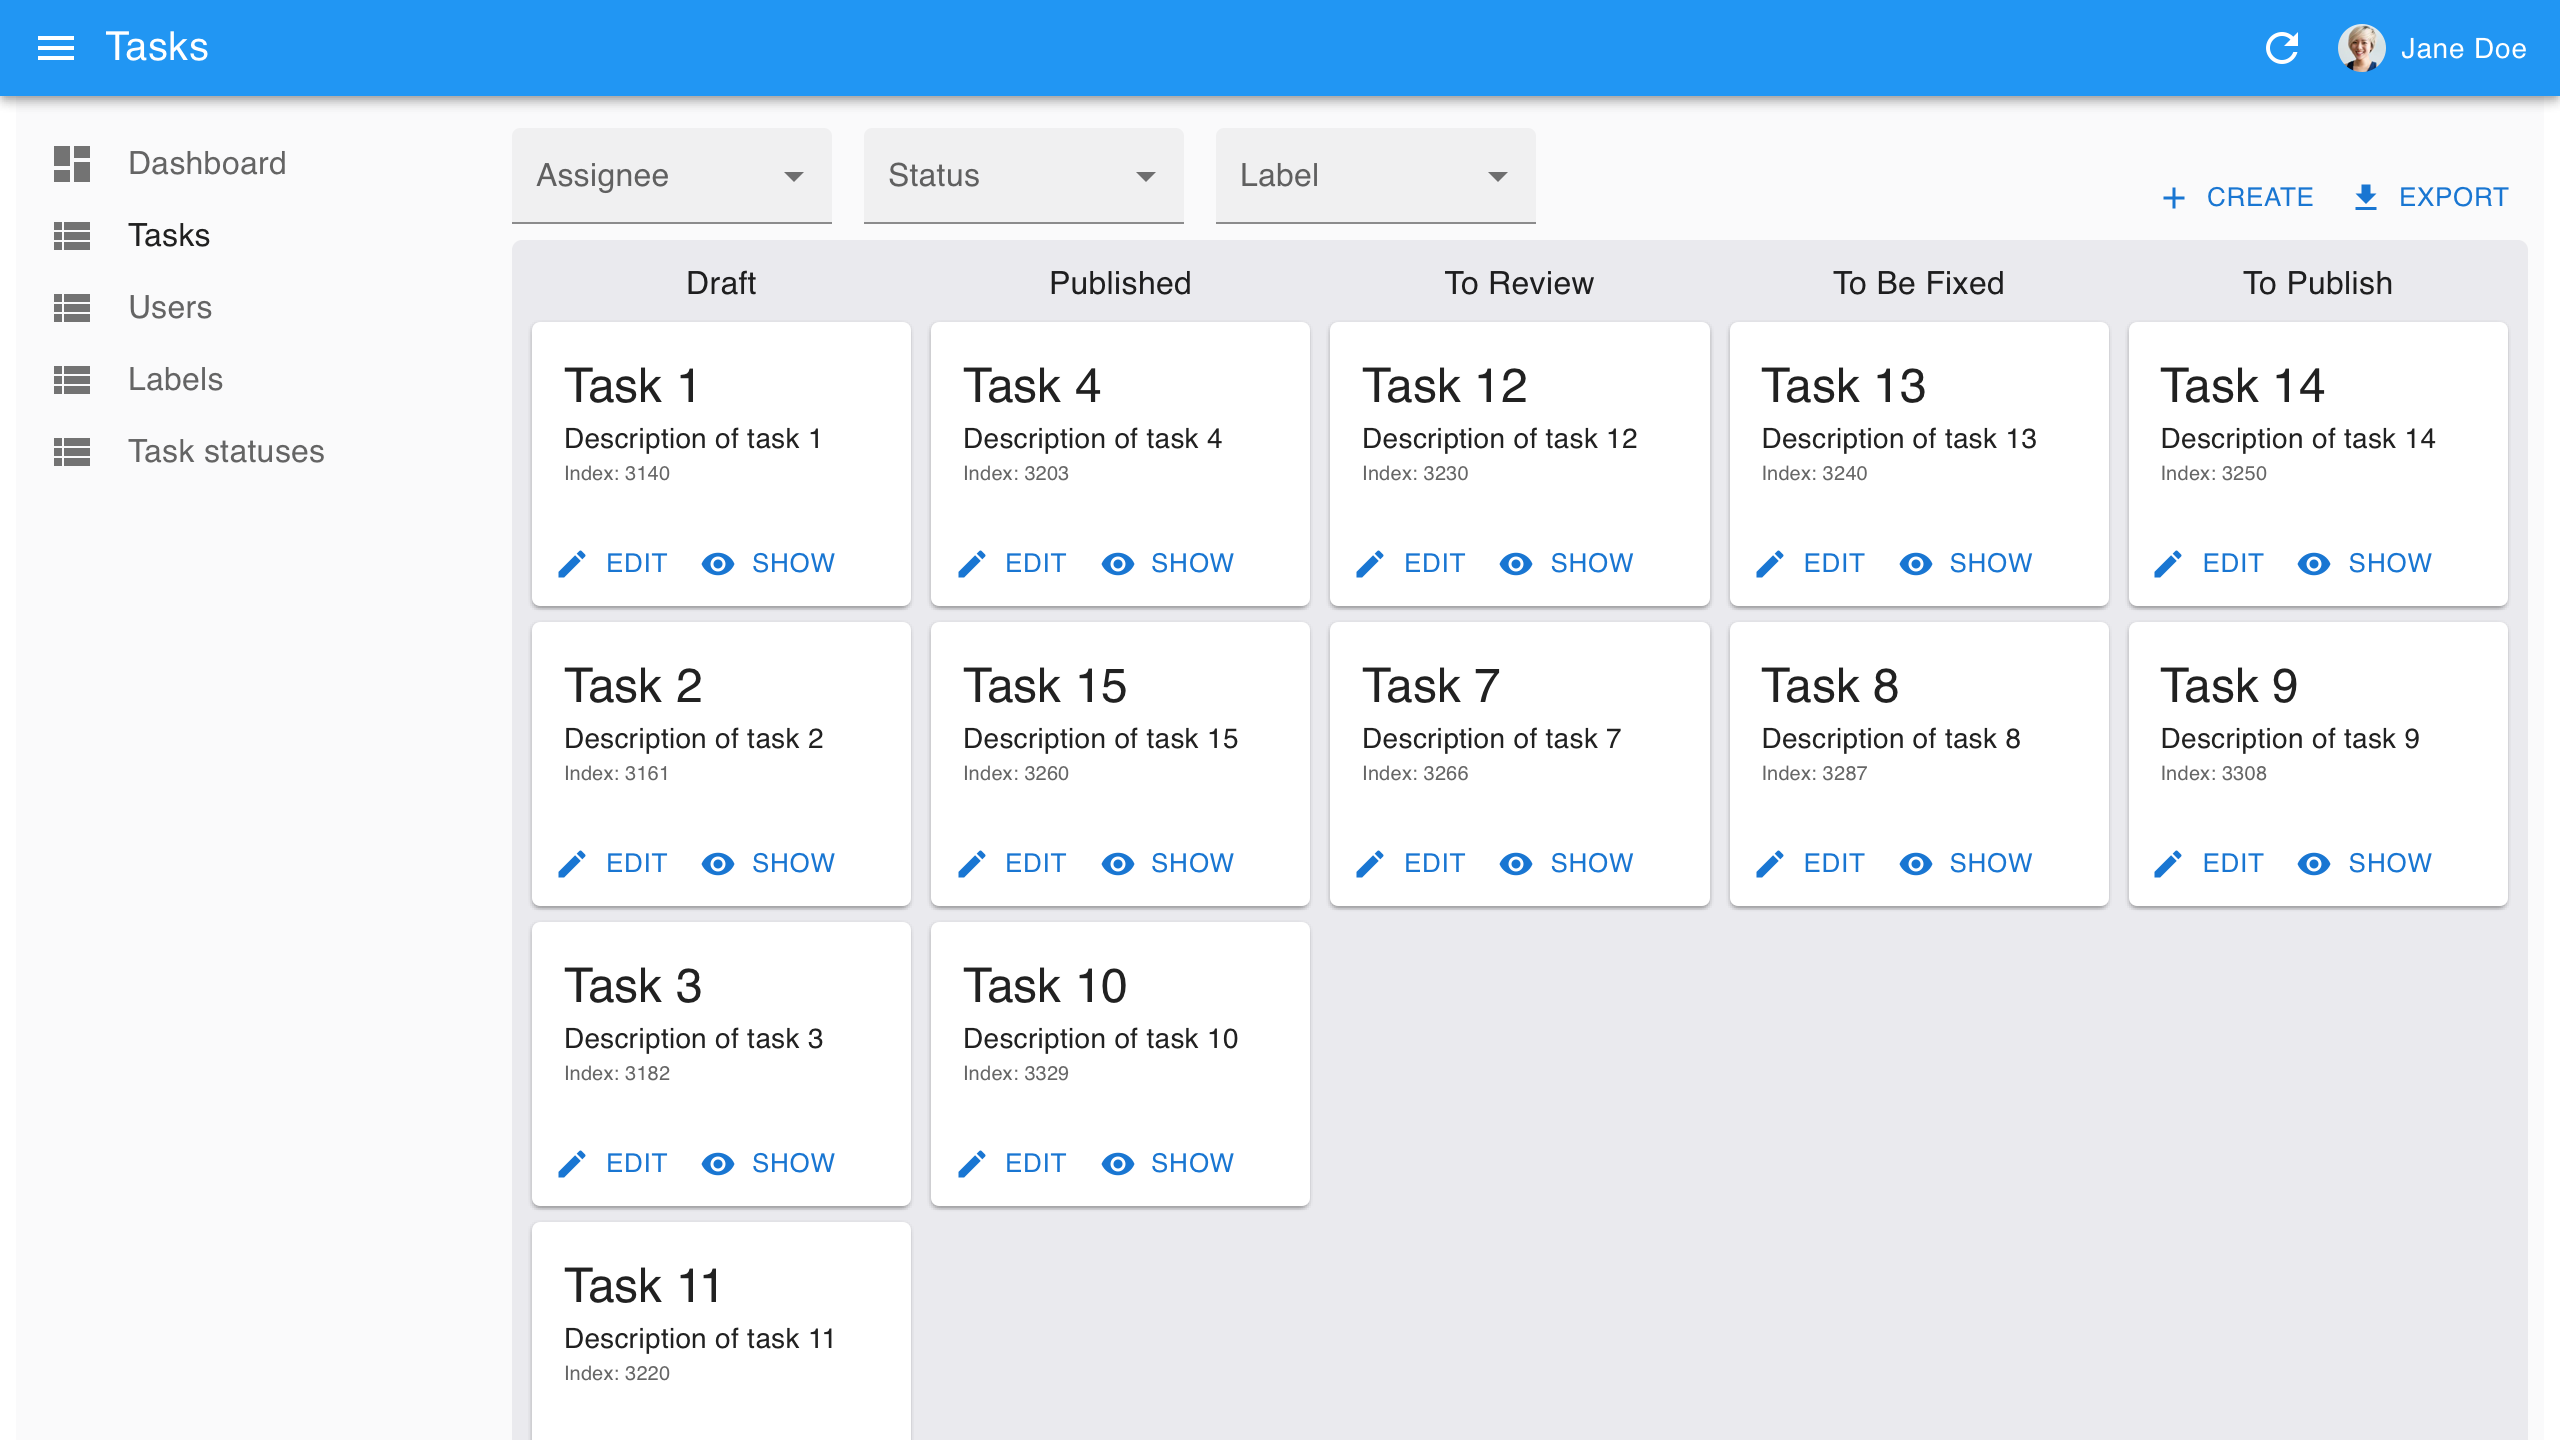 Tasks
Jane Doe
Dashboard
Tasks
Users
Labels
Task statuses
Assignee
Status
Label
CREATE
EXPORT
Draft
Task 1
Description of task 1
Index: 3140
EDIT SHOW
Task 2
Description of task 2
Index: 3161
EDIT SHOW
Task 3
Description of task 3
Index: 3182
EDIT SHOW
Task 11
Description of task 11
Index: 3220
Published
Task 4
Description of task 4
Index: 3203
EDIT SHOW
Task 15
Description of task 15
Index: 3260
EDIT SHOW
Task 10
Description of task 10
Index: 3329
EDIT SHOW
To Review
Task 12
Description of task 12
Index: 3230
EDIT SHOW
Task 7
Description of task 7
Index: 3266
EDIT SHOW
To Be Fixed
Task 13
Description of task 13
Index: 3240
EDIT SHOW
Task 8
Description of task 8
Index: 3287
EDIT SHOW
To Publish
Task 14
Description of task 14
Index: 3250
EDIT SHOW
Task 9
Description of task 9
Index: 3308
EDIT SHOW